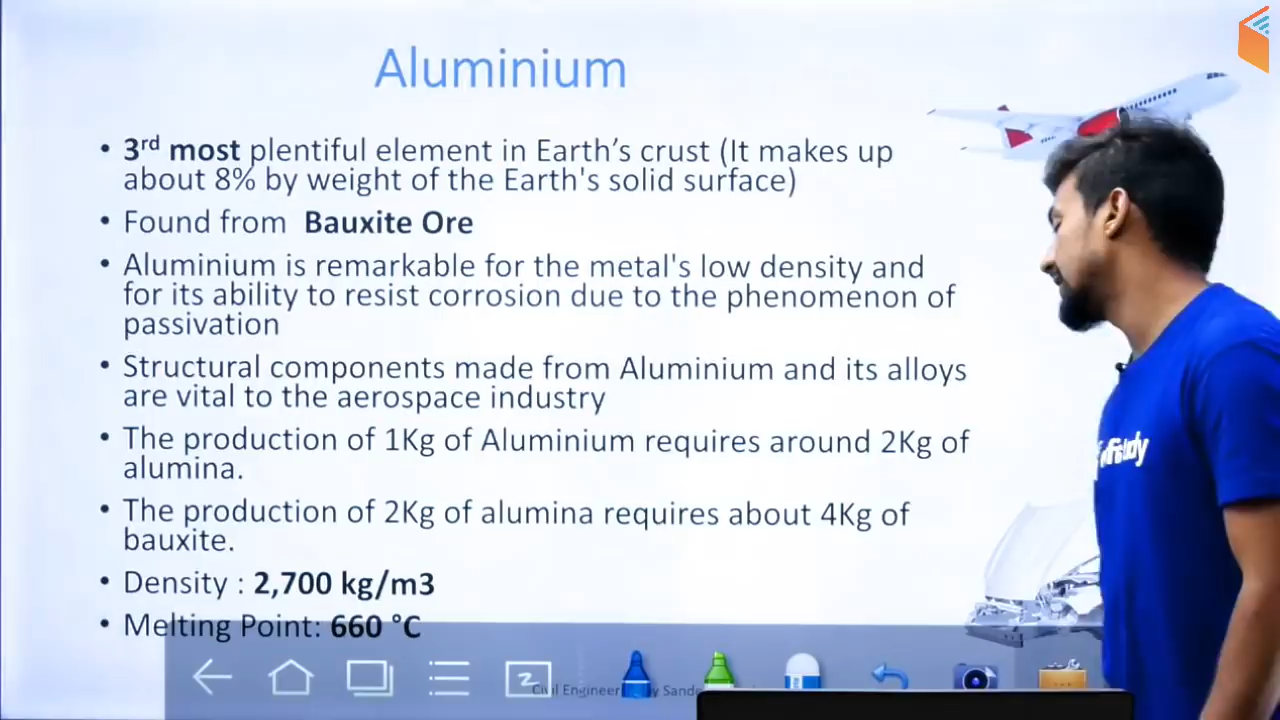 Aluminium
• 3rd most plentiful element in Earth's crust (It makes up
about 8% by weight of the Earth's solid surface)
• Found from Bauxite Ore
• Aluminium is remarkable for the metal's low density and
for its ability to resist corrosion due to the phenomenon of
passivation
• Structural components made from Aluminium and its alloys
are vital to the aerospace industry
• The production of 1Kg of Aluminium requires around 2Kg of
alumina.
• The production of 2Kg of alumina requires about 4Kg of
bauxite.
• Density : 2,700 kg/m3
• Melting Point: 660 °C